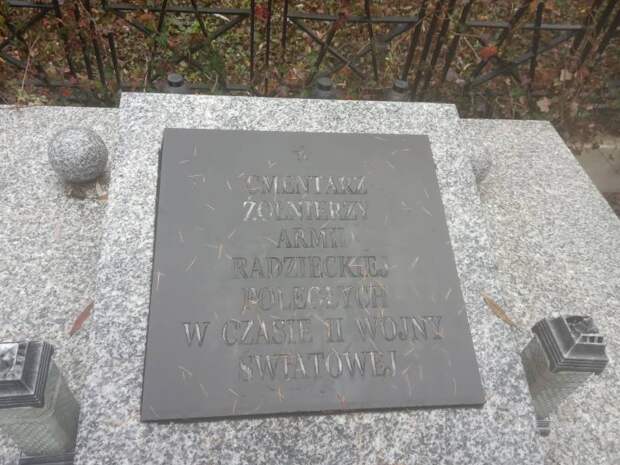 CMENTARZ
ŻOŁNIERZY
ARMII
RADZIECKIEJ
POLEGŁYCH
W CZASIE II WOJNY
ŚWIATOWEJ